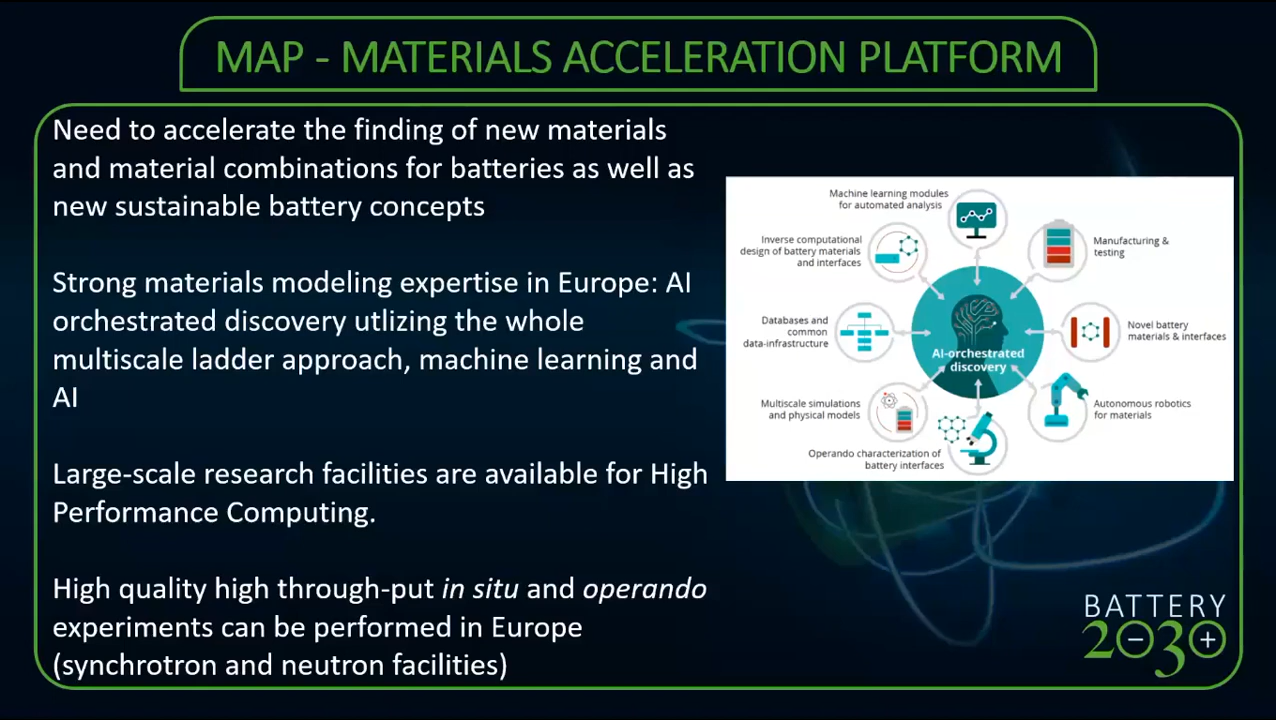 MAP - MATERIALS ACCELERATION PLATFORM
Need to accelerate the finding of new materials
and material combinations for batteries as well as
new sustainable battery concepts
Strong materials modeling expertise in Europe: AI
orchestrated discovery utlizing the whole
multiscale ladder approach, machine learning and
AI
Large-scale research facilities are available for High
Performance Computing.
High quality high through-put in situ and operando
experiments can be performed in Europe
(synchrotron and neutron facilities)
Machine learning modules
for automated analysis
Inverse computational
design of battery materials
and interfaces
Manufacturing &
testing
Databases and
common
data-infrastructure
AI-orchestrated
discovery
Novel battery
materials & interfaces
Multiscale simulations
and physical models
Autonomous robotics
for materials
Operando characterization of
battery interfaces
BATTERY
2030